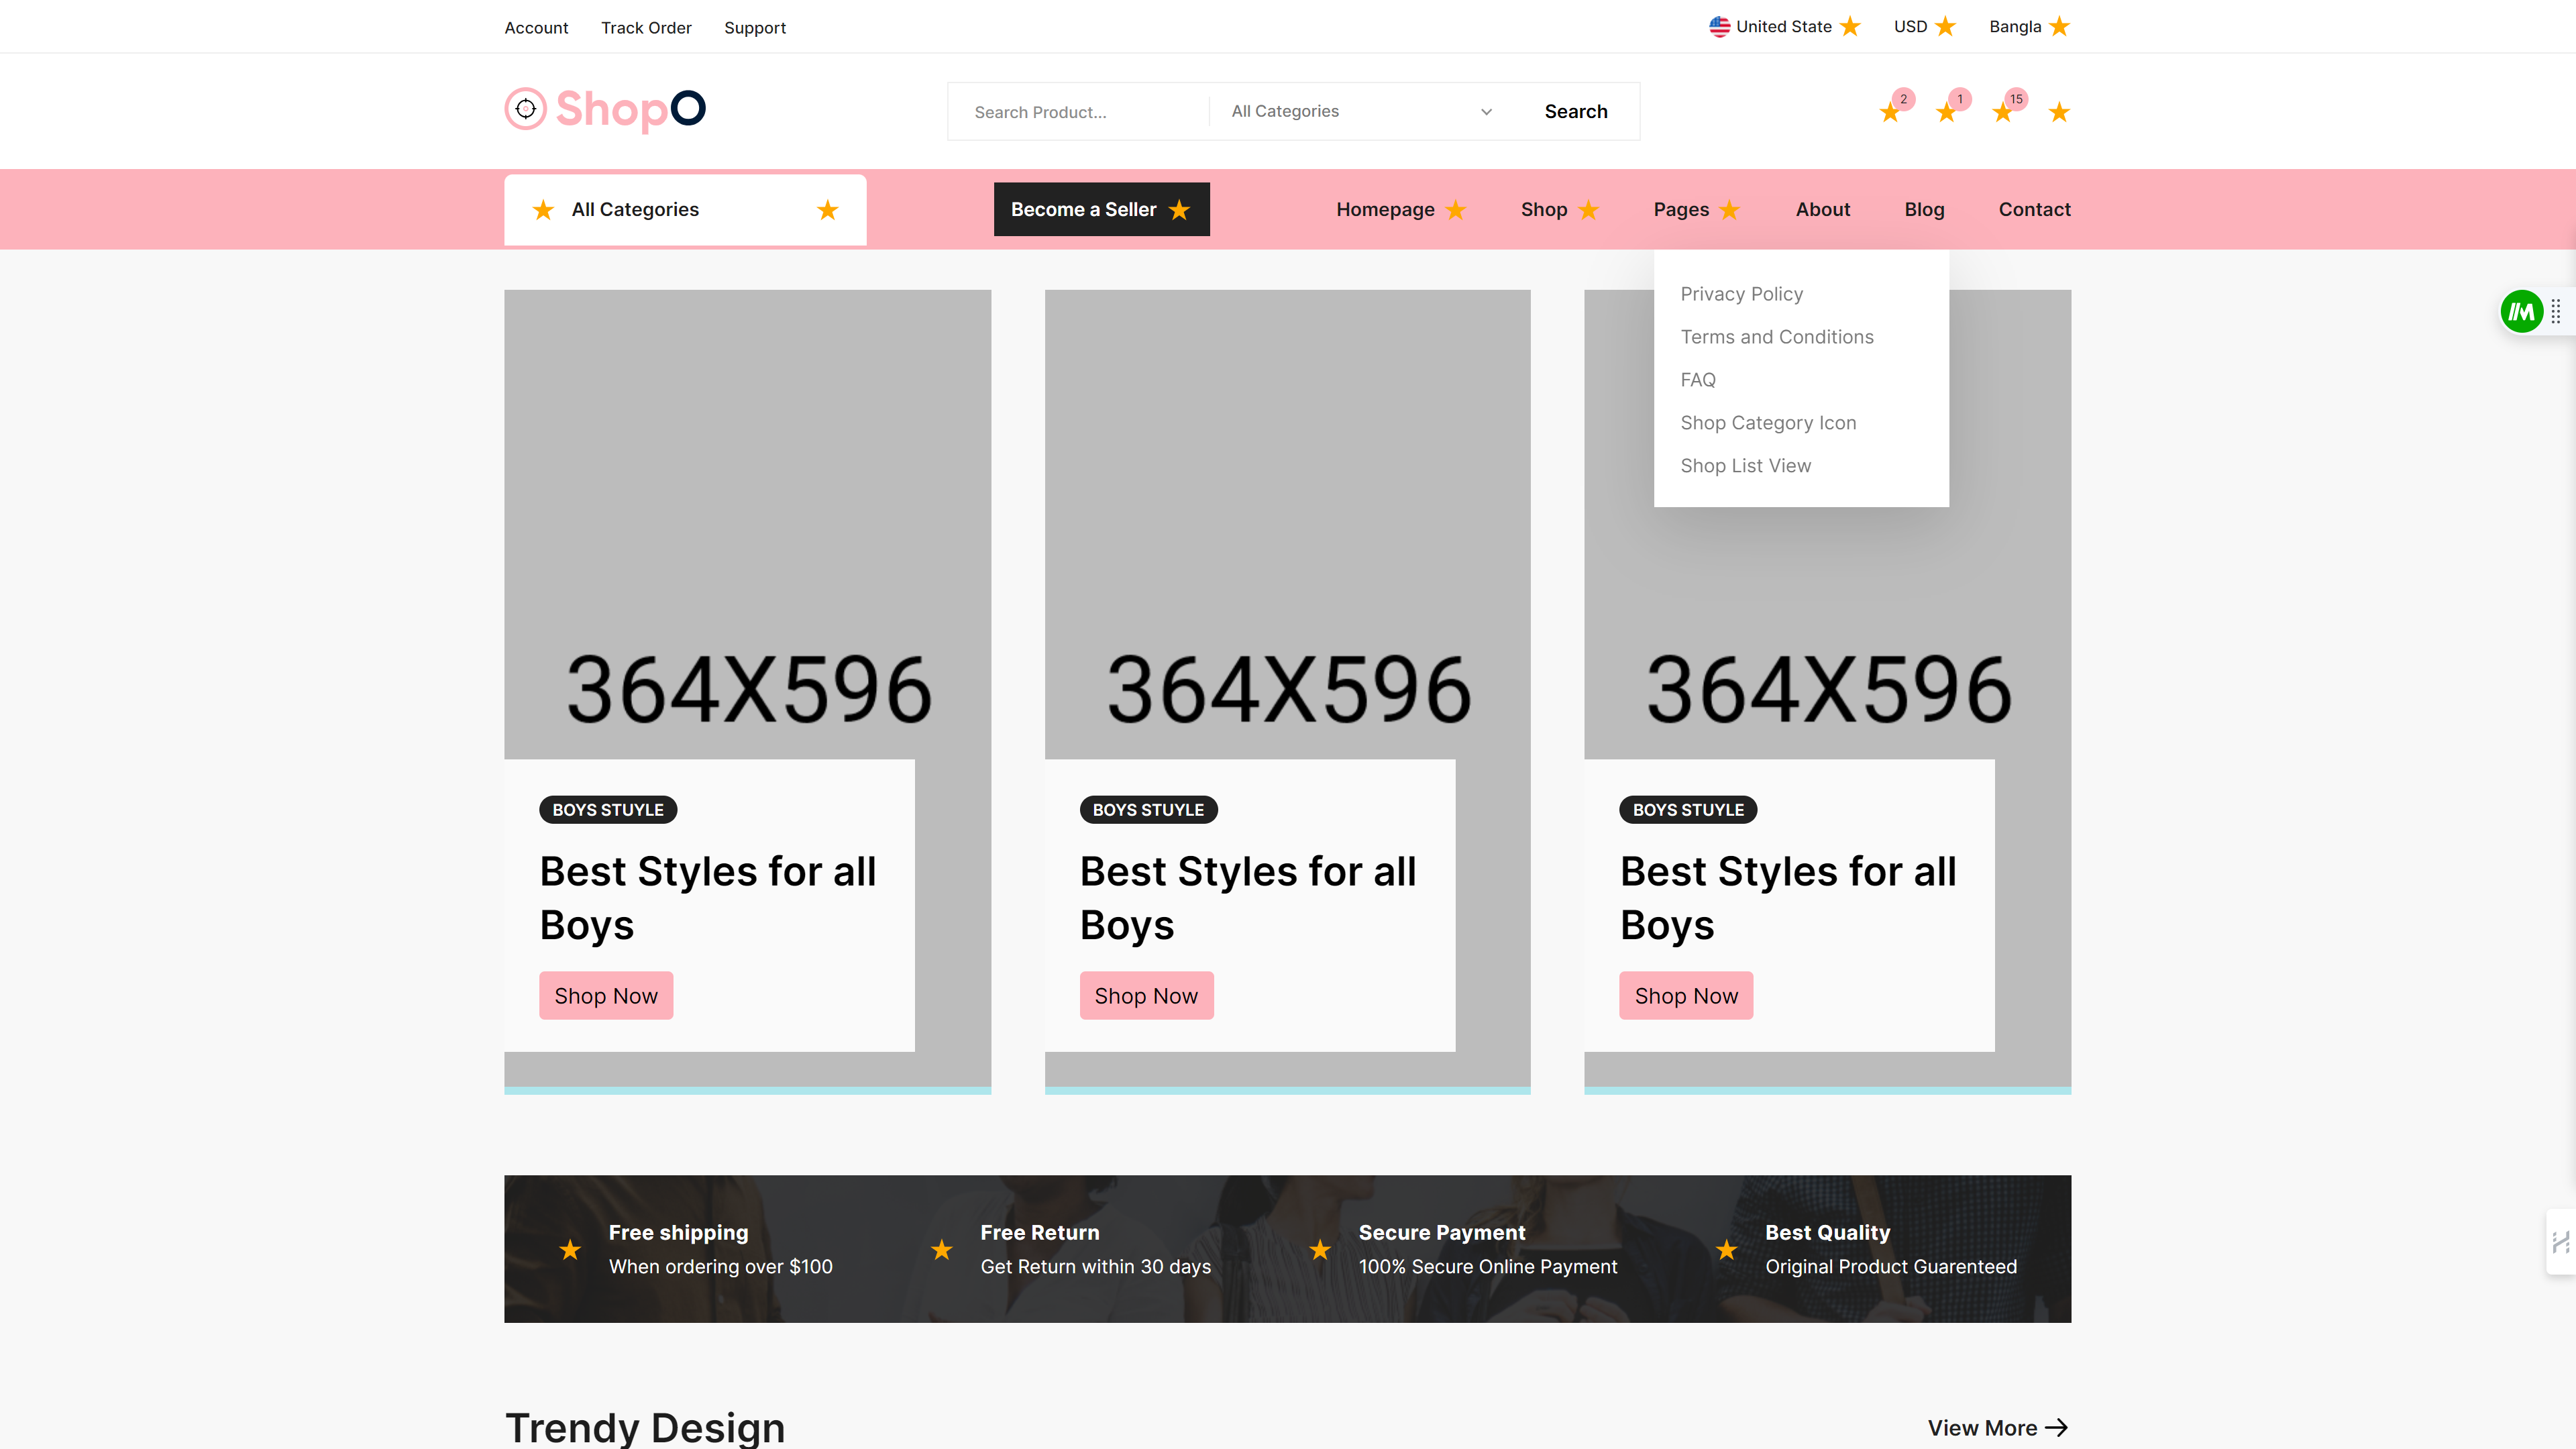 Account Track Order Support
United State USD Bangla
ShopO
Search Product... All Categories Search
2 1 15
All Categories
Become a Seller
Homepage Shop Pages About Blog Contact
Privacy Policy
Terms and Conditions
FAQ
Shop Category Icon
Shop List View
364X596
BOYS STUYLE
Best Styles for all
Boys
Shop Now
364X596
BOYS STUYLE
Best Styles for all
Boys
Shop Now
364X596
BOYS STUYLE
Best Styles for all
Boys
Shop Now
Free shipping
When ordering over $100
Free Return
Get Return within 30 days
Secure Payment
100% Secure Online Payment
Best Quality
Original Product Guarenteed
Trendy Design
View More